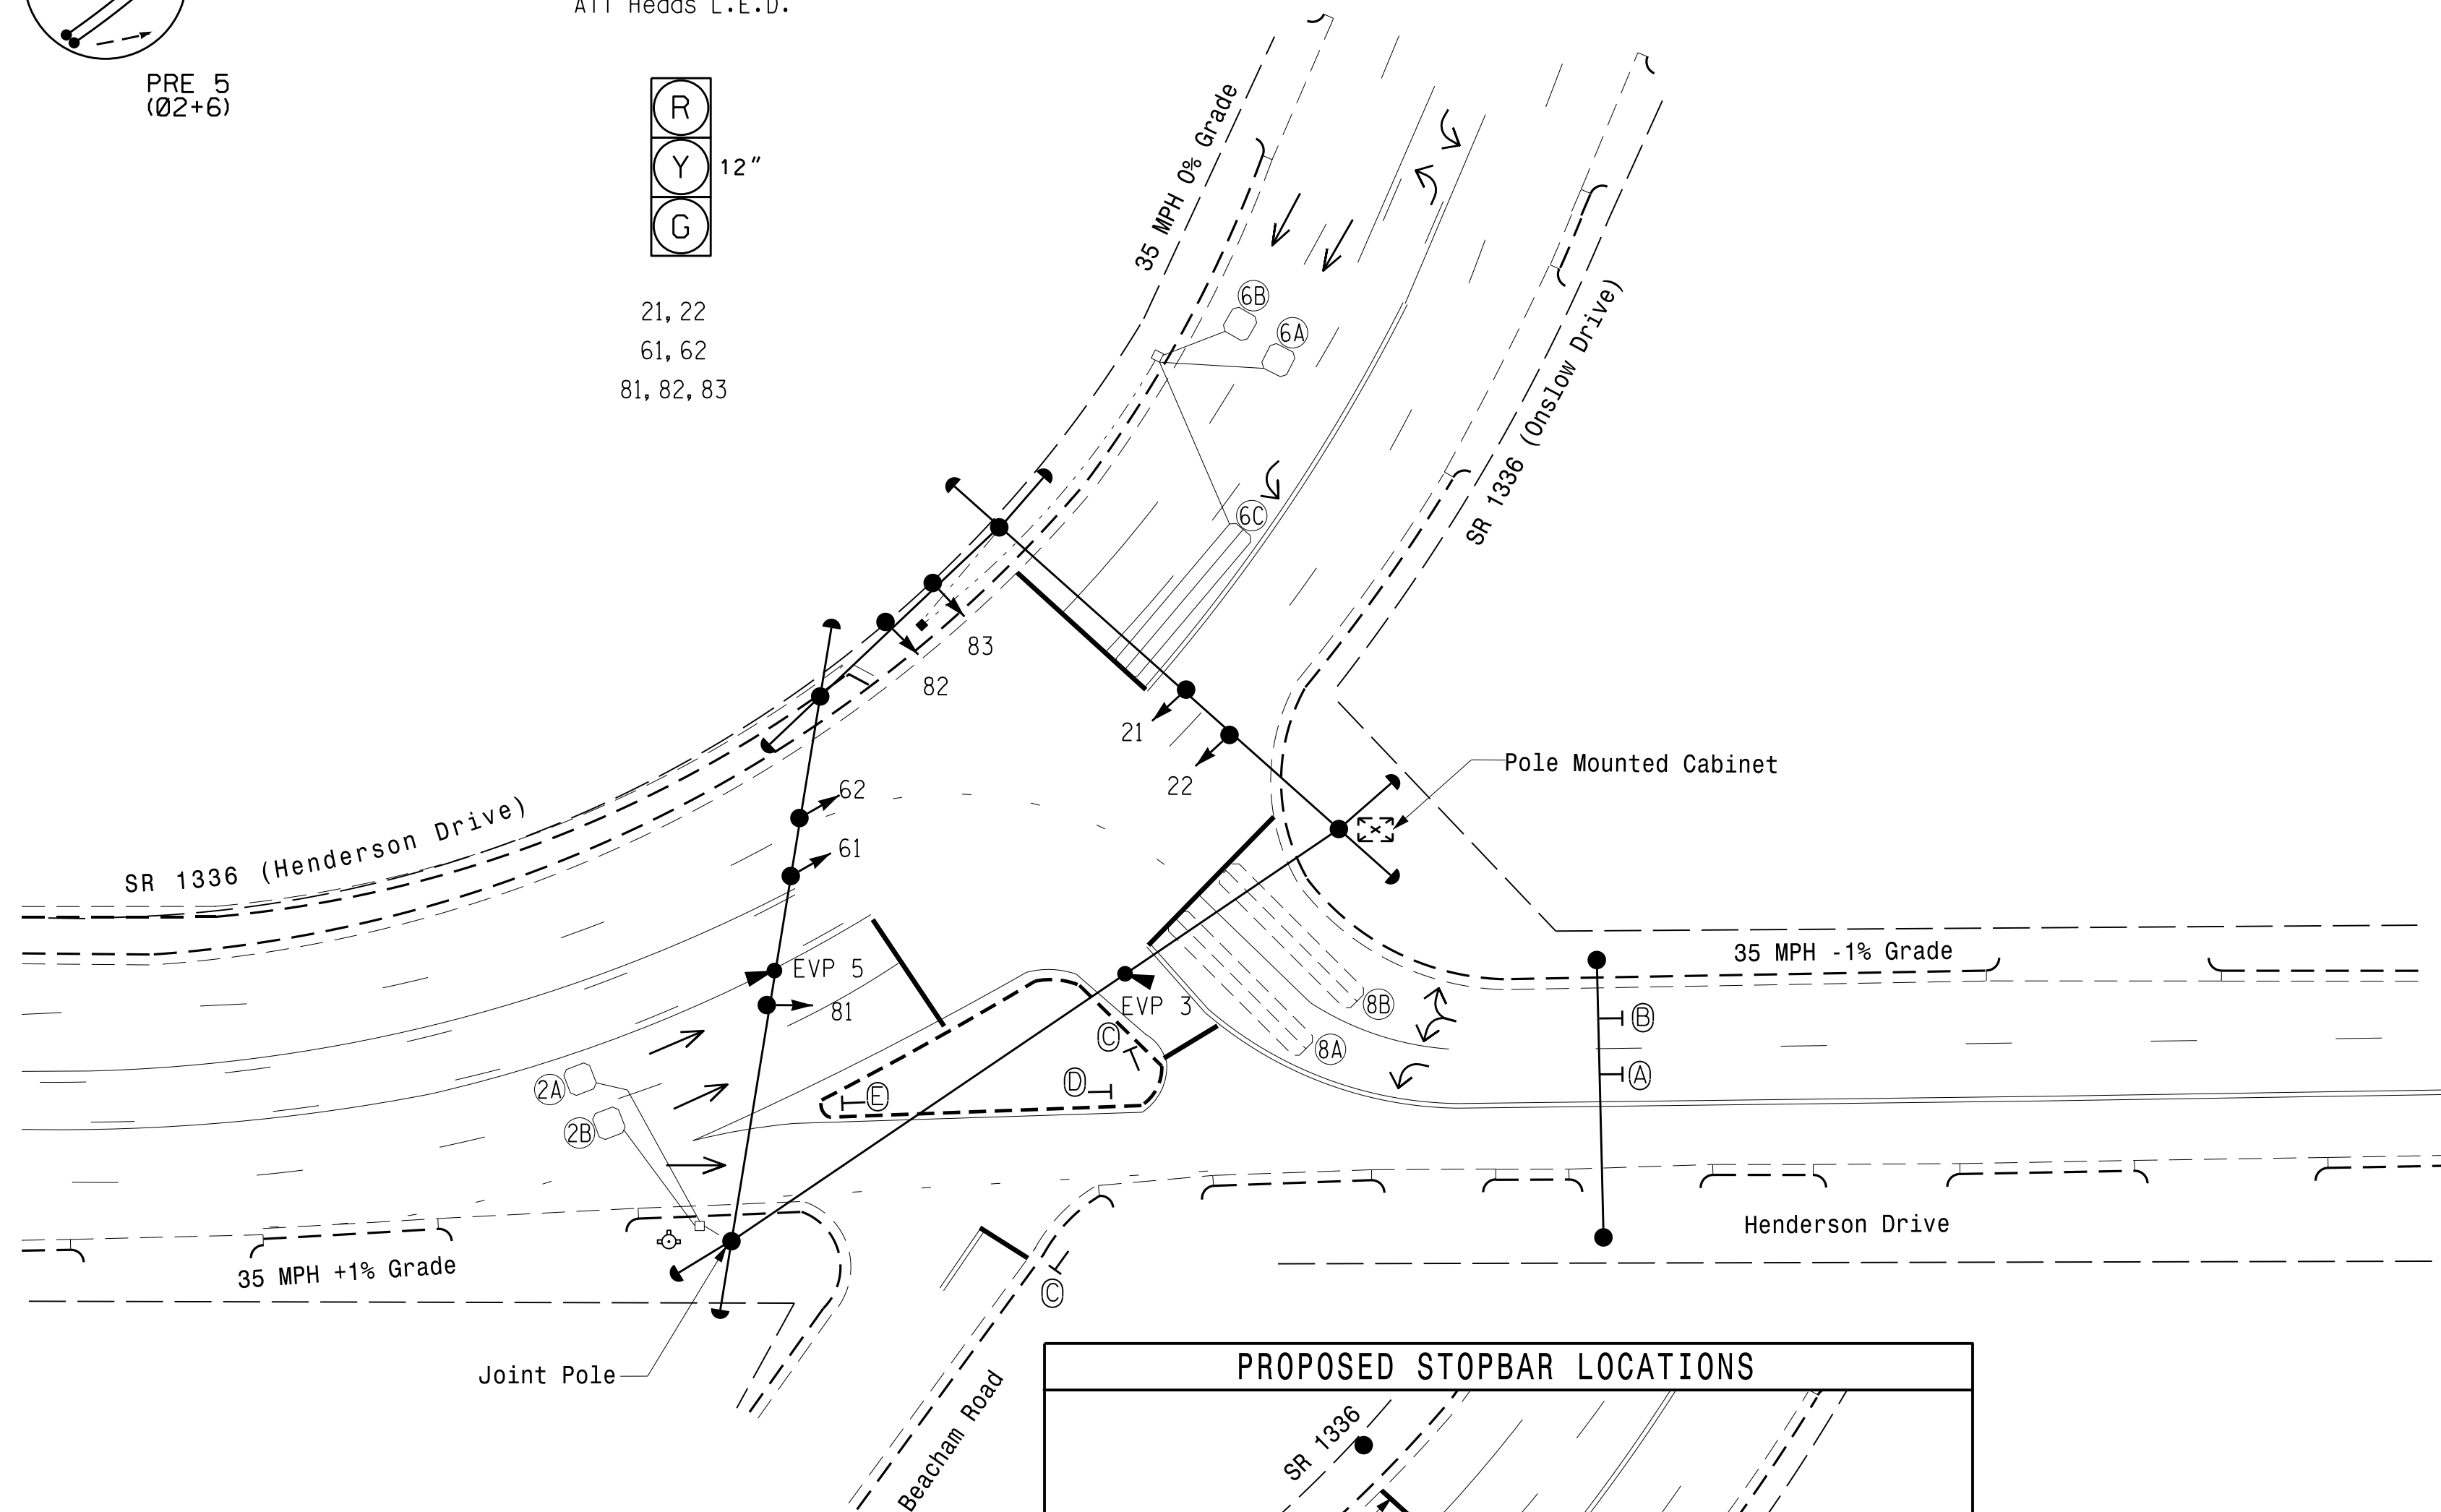 All Heads L.E.D.
PRE 5
(Ø2+6)
R
Y
G
12"
21, 22
61, 62
81, 82, 83
35 MPH 0% Grade
6B
6A
6C
SR 1336 (Onslow Drive)
83
82
21
22
Pole Mounted Cabinet
62
61
SR 1336 (Henderson Drive)
EVP 5
81
EVP 3
35 MPH -1% Grade
8B
8A
B
A
C
D
E
2A
2B
35 MPH +1% Grade
Henderson Drive
C
Joint Pole
Beacham Road
PROPOSED STOPBAR LOCATIONS
SR 1336